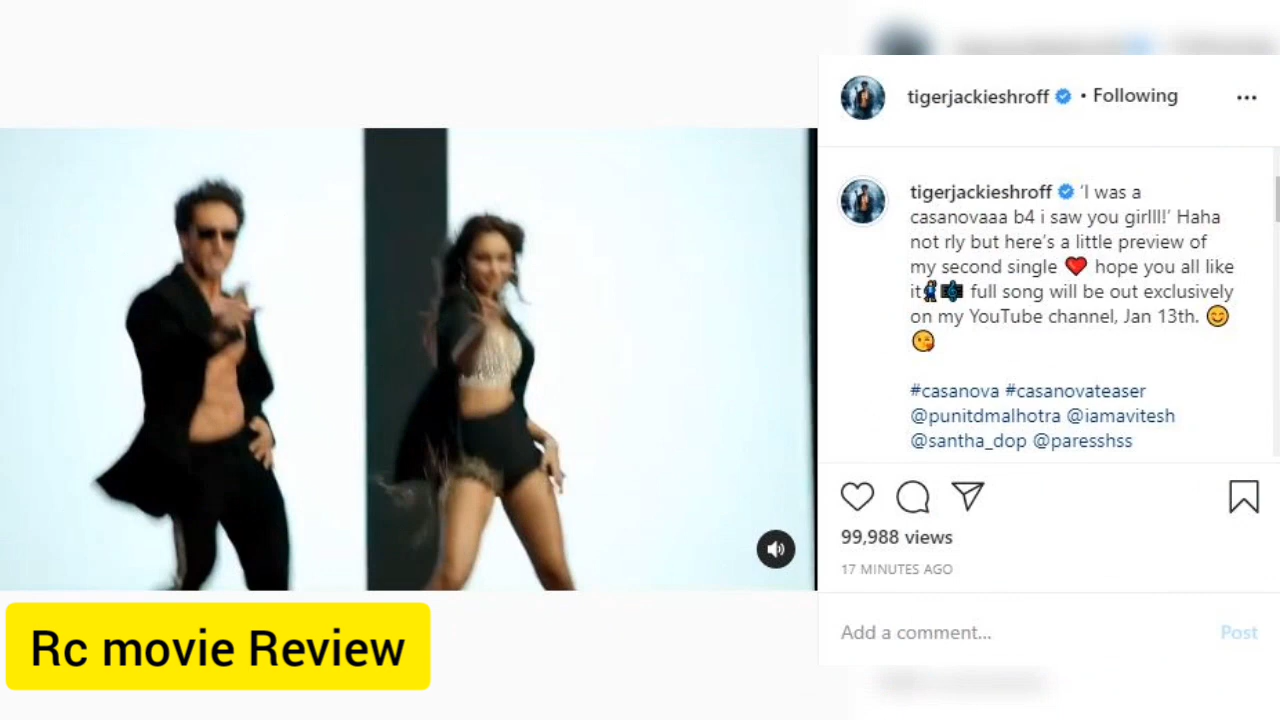 tigerjackieshroff • Following
tigerjackieshroff 'I was a
casanovaaa b4 i saw you girlll!' Haha
not rly but here's a little preview of
my second single ❤️ hope you all like
it🕺🎼 full song will be out exclusively
on my YouTube channel, Jan 13th. 😊
😘
#casanova #casanovateaser
@punitdmalhotra @iamavitesh
@santha_dop @paresshss
99,988 views
17 MINUTES AGO
Add a comment... Post
Rc movie Review